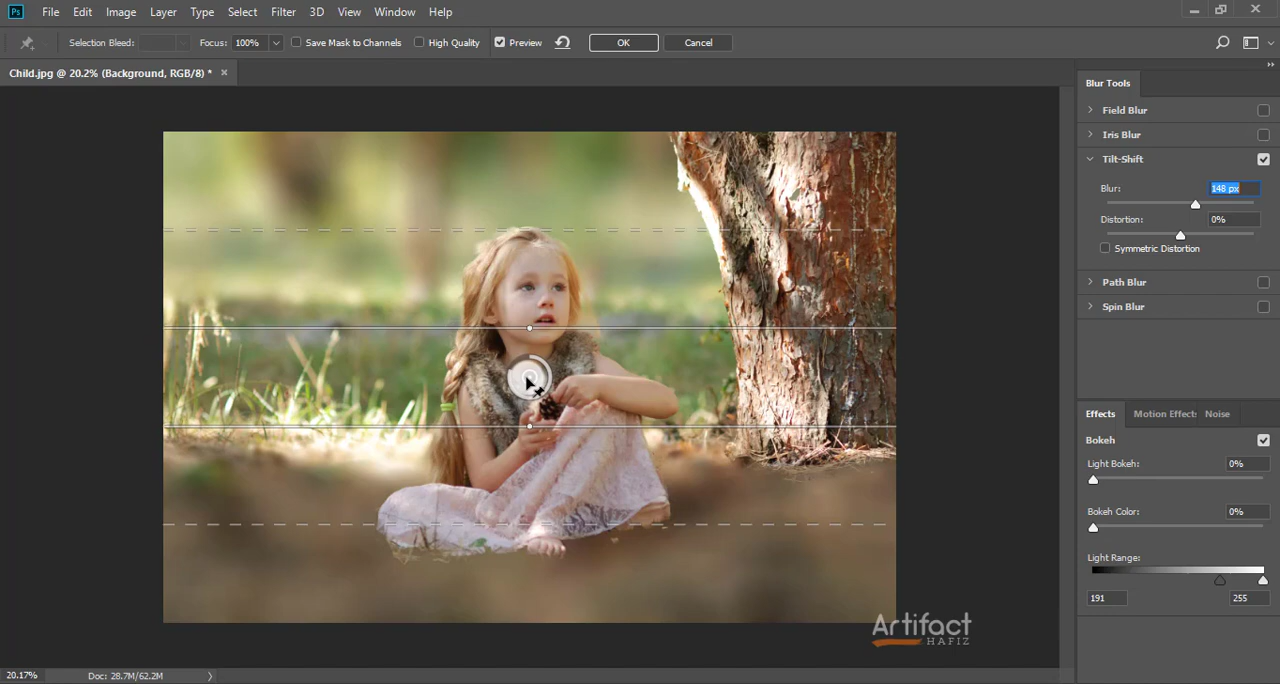 Ps File Edit Image Layer Type Select Filter 3D View Window Help
Selection Bleed: Focus: 100% Save Mask to Channels High Quality Preview OK Cancel
Child.jpg @ 20.2% (Background, RGB/8) * ×
Blur Tools
Field Blur
Iris Blur
Tilt-Shift
Blur: 148 px
Distortion: 0%
Symmetric Distortion
Path Blur
Spin Blur
Effects Motion Effects Noise
Bokeh
Light Bokeh: 0%
Bokeh Color: 0%
Light Range:
191 255
Artifact
HAFIZ
20.17% Doc: 28.7M/62.2M